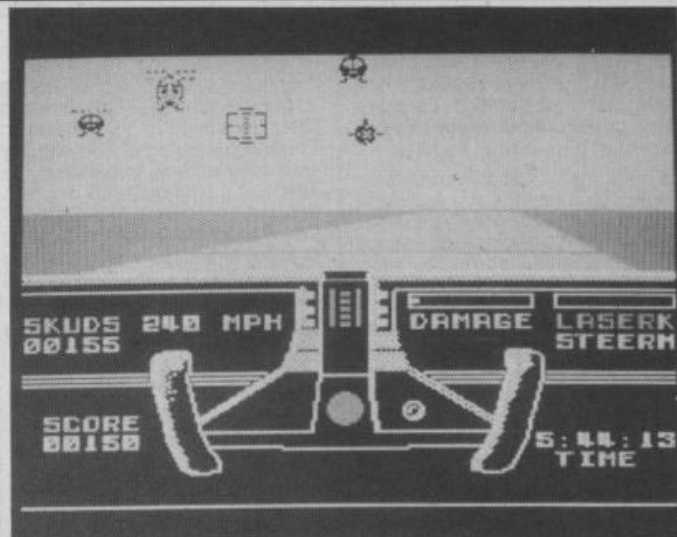 SKUDS 240 MPH
00155
DAMAGE
LASERK
STEERM
SCORE
00150
5:44:13
TIME